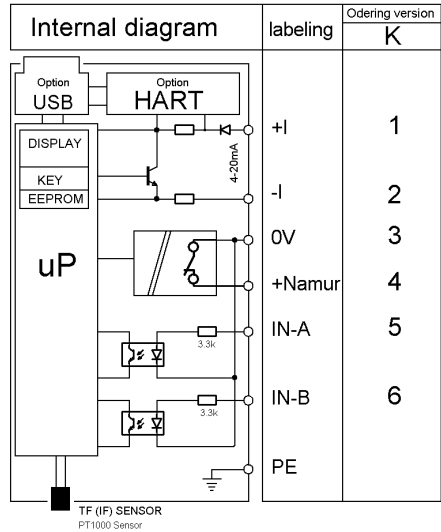 Internal diagram
labeling
Odering version
K
Option
USB
Option
HART
DISPLAY
KEY
EEPROM
uP
4-20mA
+I
1
-I
2
0V
3
+Namur
4
IN-A
5
3.3k
IN-B
6
3.3k
PE
TF (IF) SENSOR
PT1000 Sensor